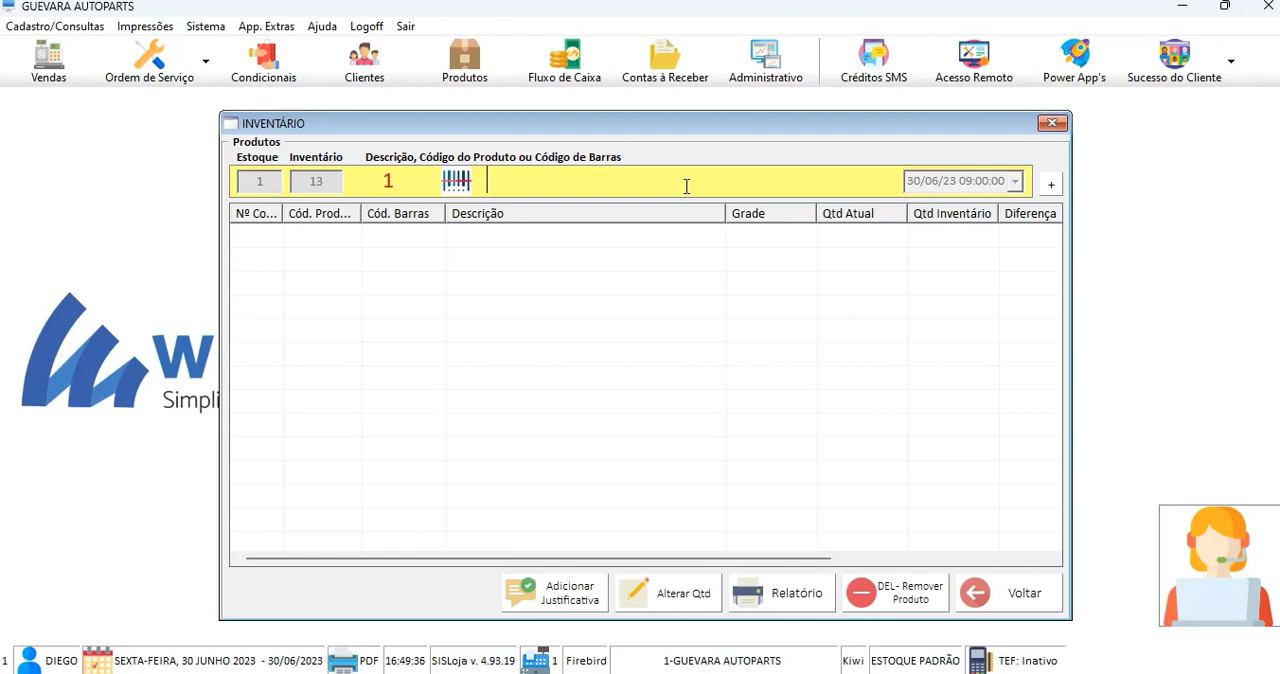 GUEVARA AUTOPARTS
Cadastro/Consultas Impressões Sistema App. Extras Ajuda Logoff Sair
Vendas Ordem de Serviço Condicionais Clientes Produtos Fluxo de Caixa Contas à Receber Administrativo Créditos SMS Acesso Remoto Power App's Sucesso do Cliente
INVENTÁRIO
Produtos
Estoque Inventário Descrição, Código do Produto ou Código de Barras
1 13 1 30/06/23 09:00:00 +
Nº Co... Cód. Prod... Cód. Barras Descrição Grade Qtd Atual Qtd Inventário Diferença
W
Simpli
Adicionar
Justificativa
Alterar Qtd
Relatório
DEL- Remover
Produto
Voltar
1 DIEGO SEXTA-FEIRA, 30 JUNHO 2023 - 30/06/2023 PDF 16:49:36 SISLoja v. 4.93.19 1 Firebird 1-GUEVARA AUTOPARTS Kiwi ESTOQUE PADRÃO TEF: Inativo